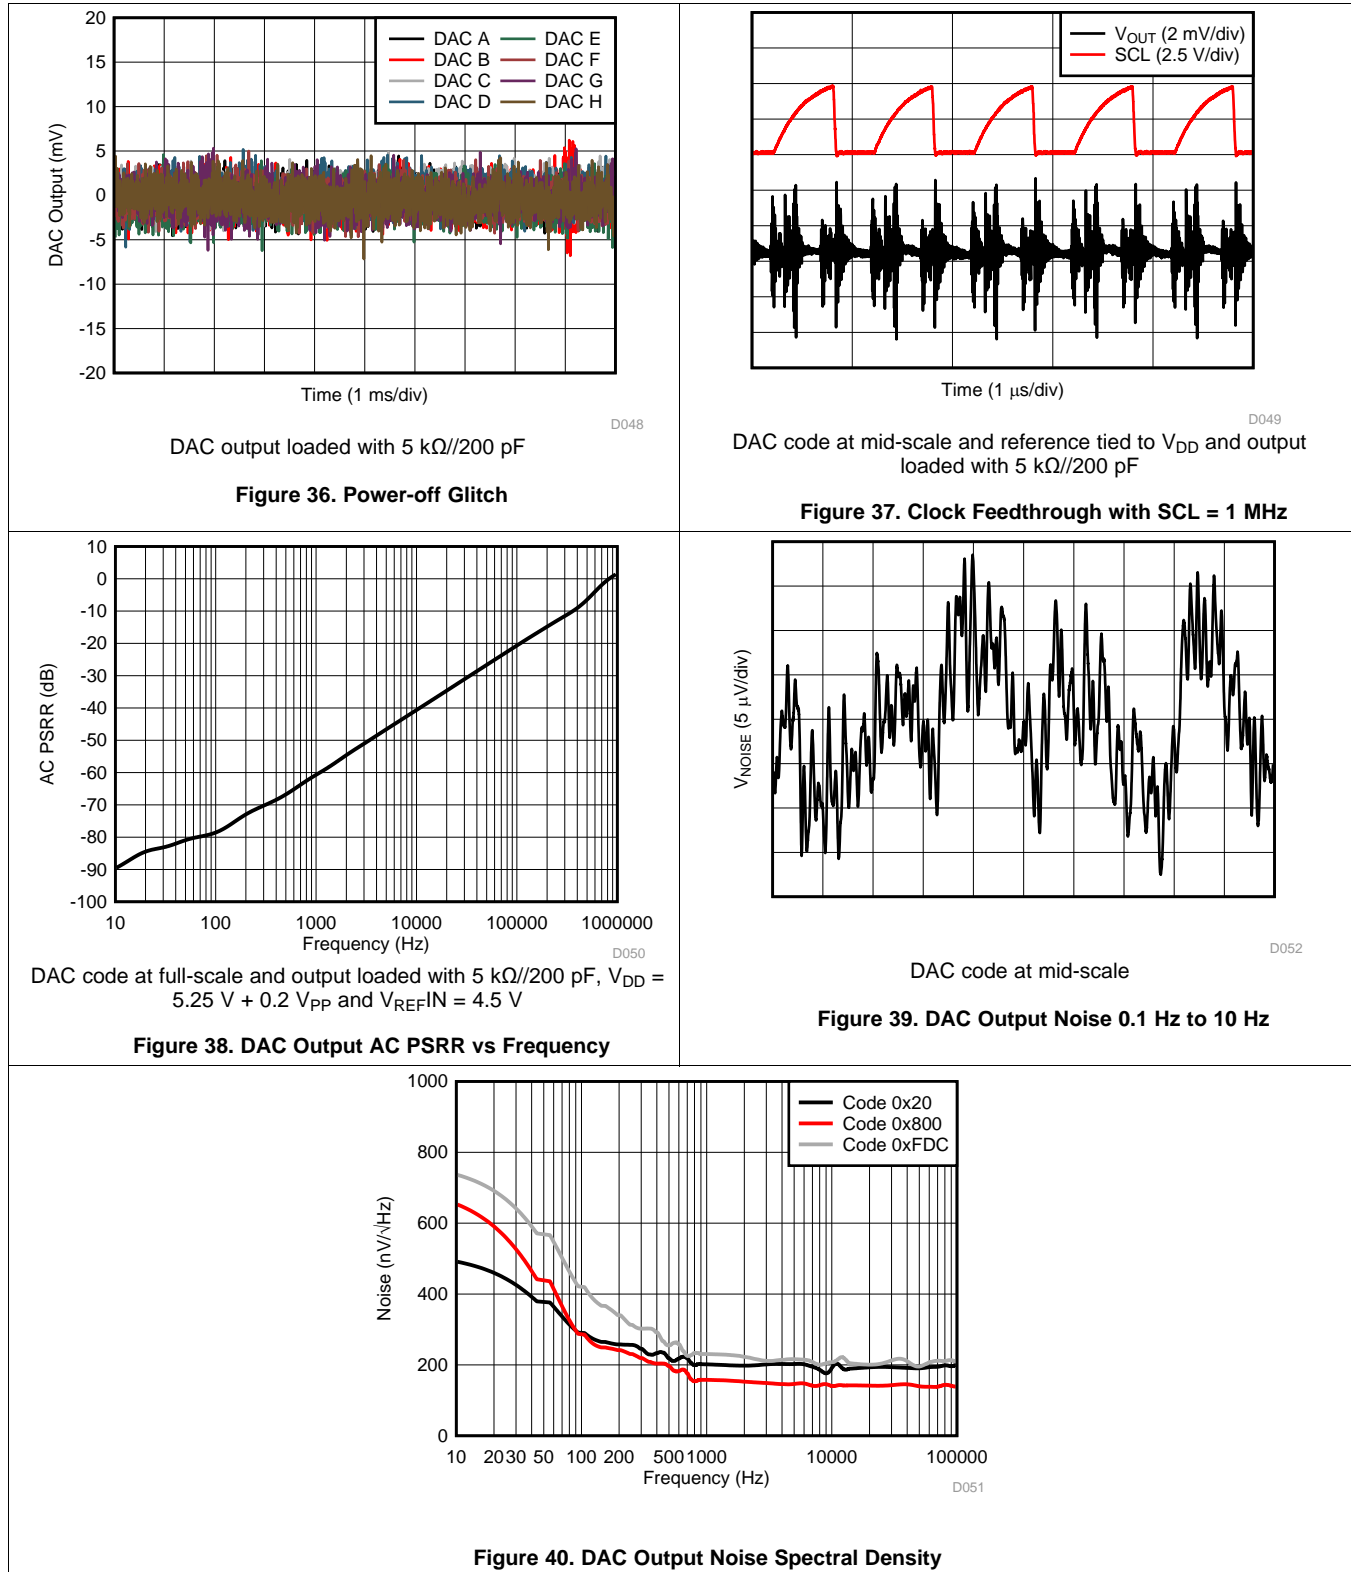 20
15
10
5
0
-5
-10
-15
-20
DAC Output (mV)
DAC A
DAC B
DAC C
DAC D
DAC E
DAC F
DAC G
DAC H
Time (1 ms/div)
D048
DAC output loaded with 5 kΩ//200 pF
Figure 36. Power-off Glitch
VOUT (2 mV/div)
SCL (2.5 V/div)
Time (1 μs/div)
D049
DAC code at mid-scale and reference tied to VDD and output
loaded with 5 kΩ//200 pF
Figure 37. Clock Feedthrough with SCL = 1 MHz
10
0
-10
-20
-30
-40
-50
-60
-70
-80
-90
-100
AC PSRR (dB)
10 100 1000 10000 100000 1000000
Frequency (Hz)
D050
DAC code at full-scale and output loaded with 5 kΩ//200 pF, VDD =
5.25 V + 0.2 VPP and VREFIN = 4.5 V
Figure 38. DAC Output AC PSRR vs Frequency
VNOISE (5 μV/div)
D052
DAC code at mid-scale
Figure 39. DAC Output Noise 0.1 Hz to 10 Hz
1000
800
600
400
200
0
Noise (nV/√Hz)
Code 0x20
Code 0x800
Code 0xFDC
10 20 30 50 100 200 500 1000 10000 100000
Frequency (Hz)
D051
Figure 40. DAC Output Noise Spectral Density